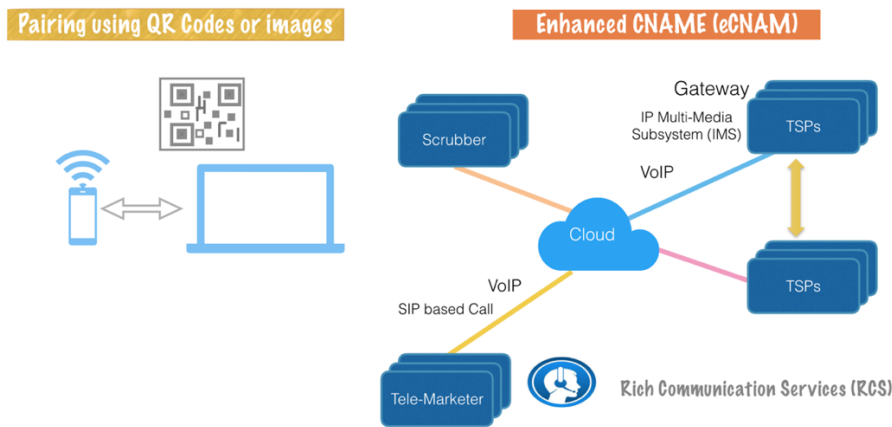 Pairing using QR Codes or images
Enhanced CNAME (eCNAM)
Scrubber
Gateway
IP Multi-Media
Subsystem (IMS)
TSPs
VoIP
Cloud
TSPs
VoIP
SIP based Call
Tele-Marketer
Rich Communication Services (RCS)